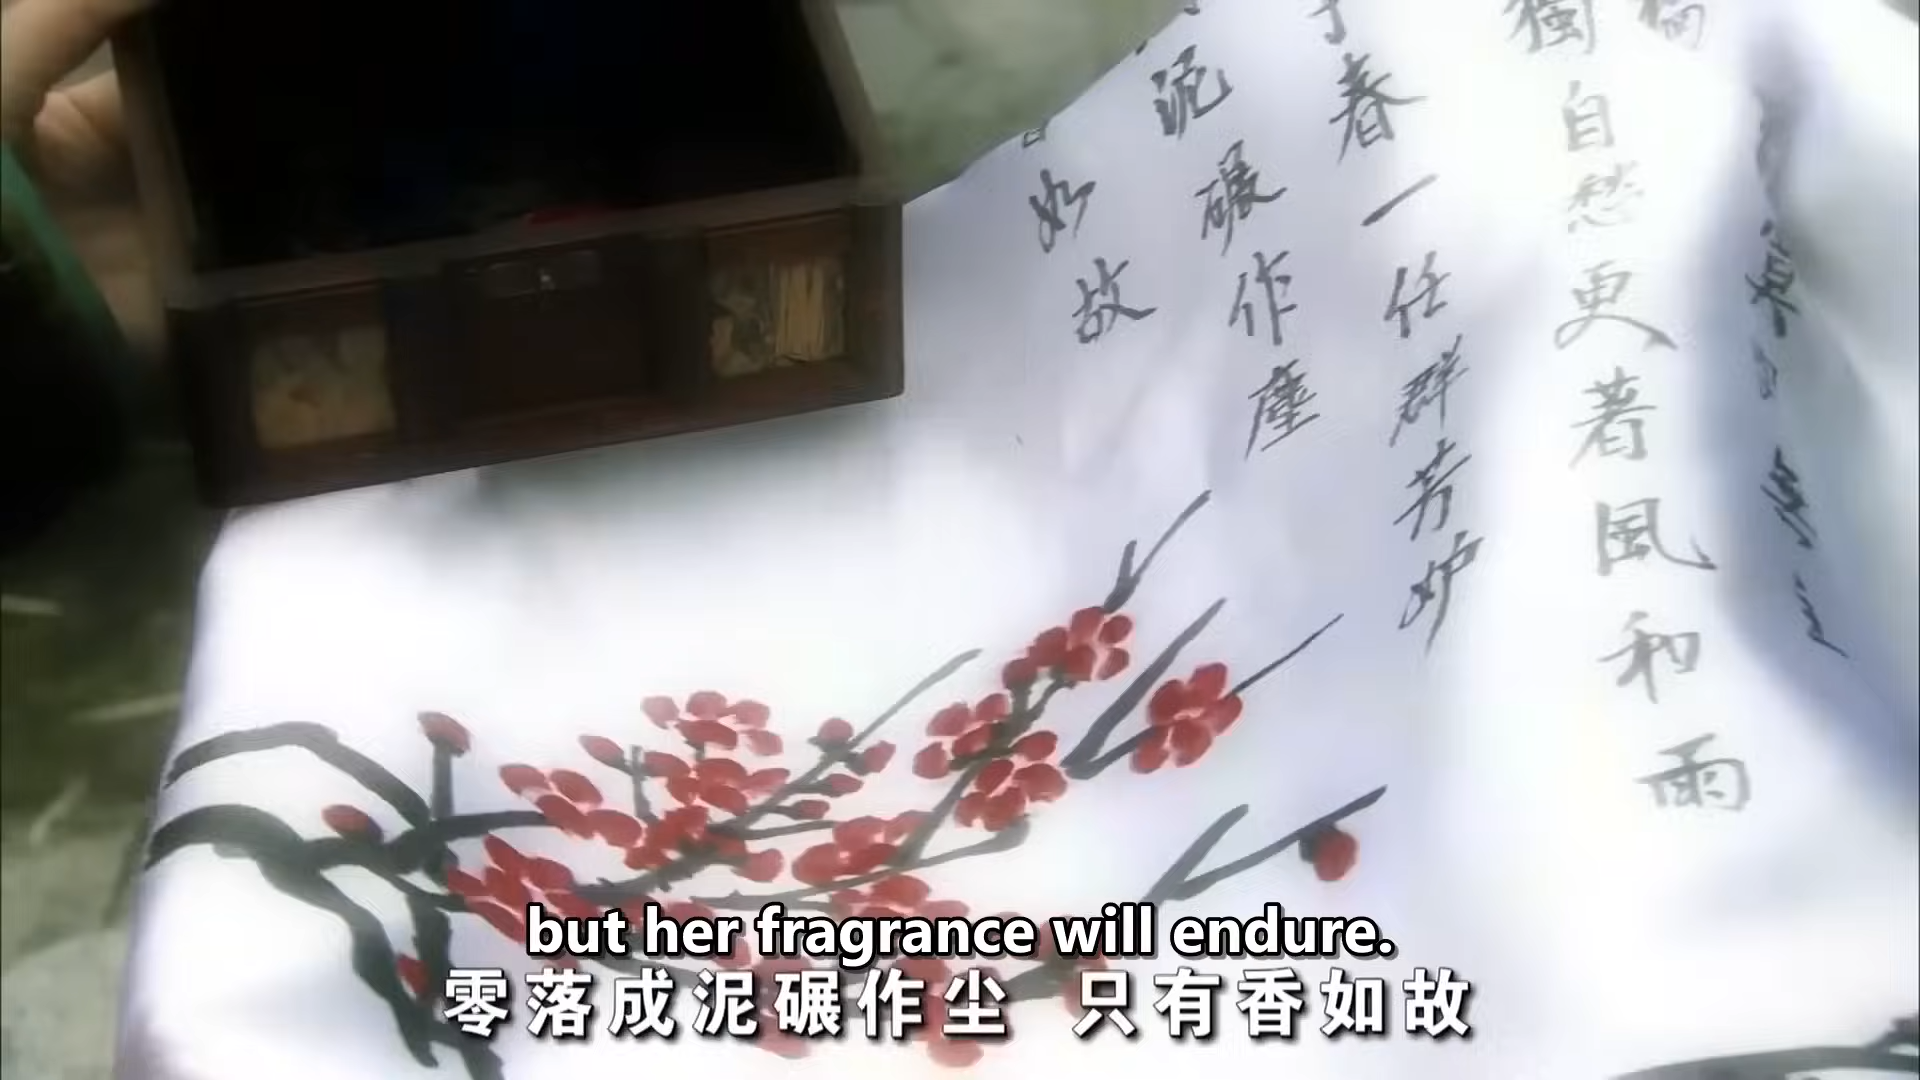 獨自愁更著風和雨
春一任群芳妒
泥碾作塵
如故
but her fragrance will endure.
零落成泥碾作尘 只有香如故